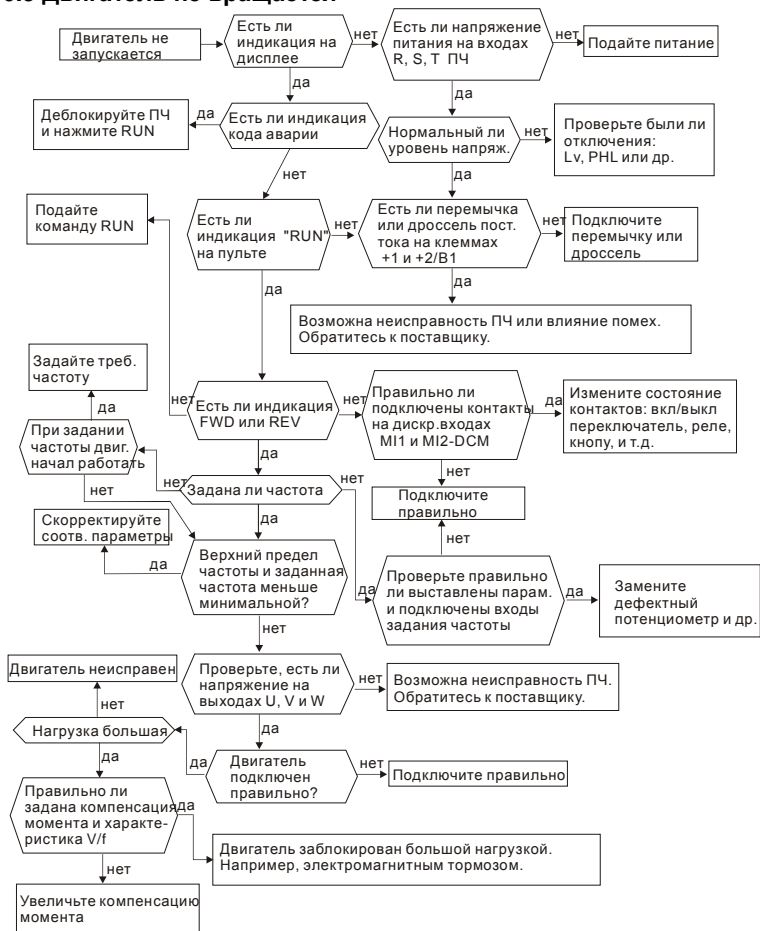 Двигатель не
запускается
Есть ли
индикация на
дисплее
нет
Есть ли напряжение
питания на входах
R, S, T ПЧ
нет
Подайте питание
да
да
Деблокируйте ПЧ
и нажмите RUN
да
Есть ли индикация
кода аварии
Нормальный ли
уровень напряж.
нет
Проверьте были ли
отключения:
Lv, PHL или др.
нет
да
Подайте
команду RUN
Есть ли
индикация "RUN"
на пульте
нет
Есть ли перемычка
или дроссель пост.
тока на клеммах
+1 и +2/B1
нет
Подключите
перемычку или
дроссель
да
да
Возможна неисправность ПЧ или влияние помех.
Обратитесь к поставщику.
Задайте треб.
частоту
да
При задании
частоты двиг.
начал работать
нет
Есть ли индикация
FWD или REV
нет
Правильно ли
подключены контакты
на дискр.входах
MI1 и MI2-DCM
да
Измените состояние
контактов: вкл/выкл
переключатель, реле,
кнопу, и т.д.
да
нет
нет
Задана ли частота
нет
Подключите
правильно
нет
да
нет
Скорректируйте
соотв. параметры
да
Верхний предел
частоты и заданная
частота меньше
минимальной?
да
Проверьте правильно
ли выставлены парам.
и подключены входы
задания частоты
да
Замените
дефектный
потенциометр и др.
нет
Двигатель неисправен
Проверьте, есть ли
напряжение на
выходах U, V и W
нет
Возможна неисправность ПЧ.
Обратитесь к поставщику.
нет
да
Нагрузка большая
да
Двигатель
подключен
правильно?
нет
Подключите правильно
да
Правильно ли
задана компенсация
момента и характе-
ристика V/f
да
Двигатель заблокирован большой нагрузкой.
Например, электромагнитным тормозом.
нет
Увеличьте компенсацию
момента